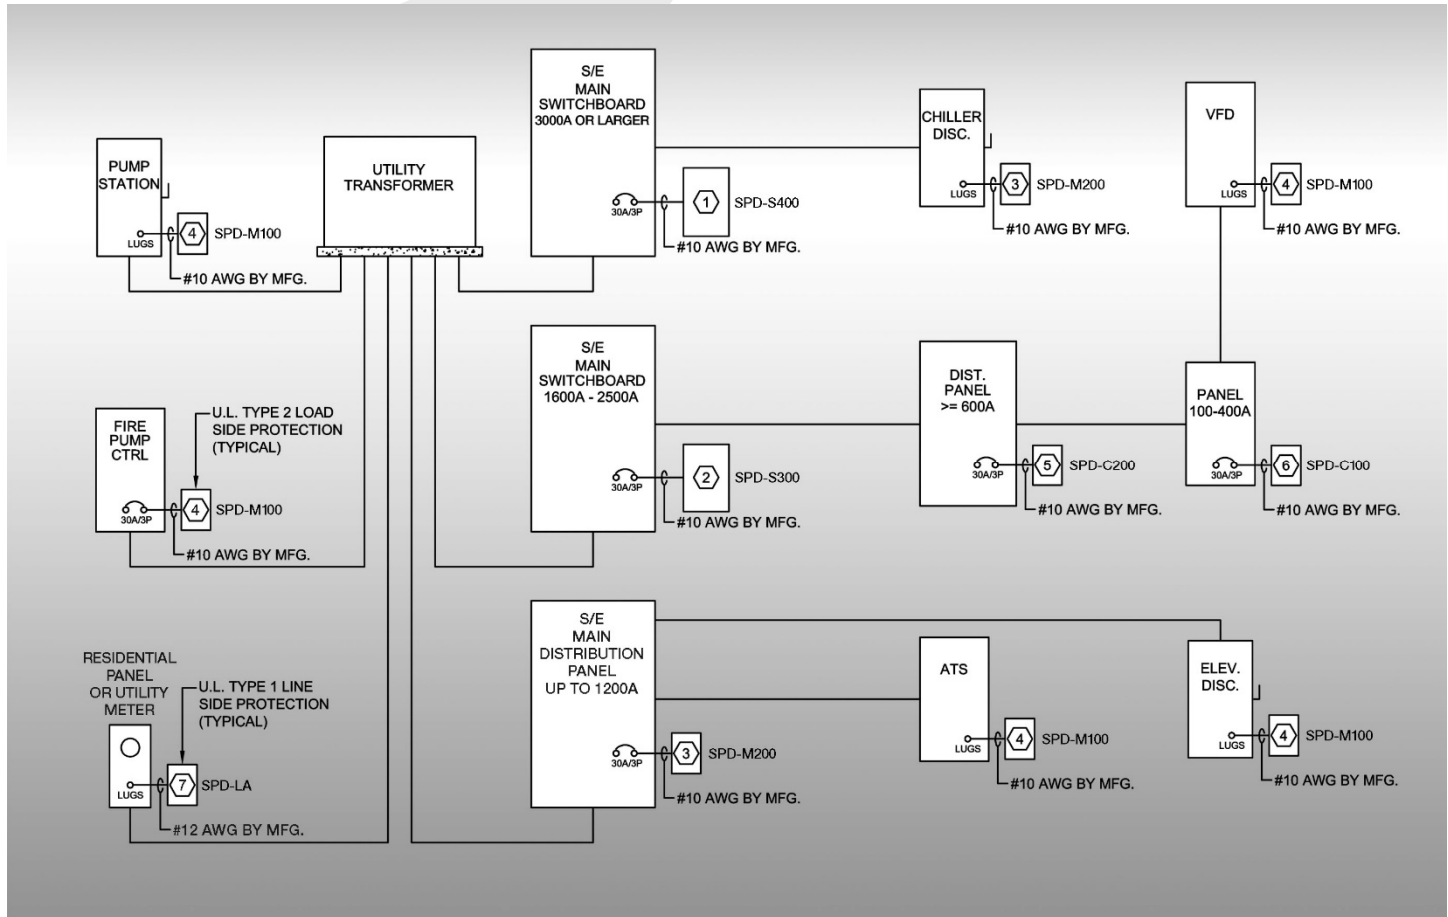 PUMP
STATION
LUGS
4
SPD-M100
#10 AWG BY MFG.
UTILITY
TRANSFORMER
S/E
MAIN
SWITCHBOARD
3000A OR LARGER
30A/3P
1
SPD-S400
#10 AWG BY MFG.
CHILLER
DISC.
LUGS
3
SPD-M200
#10 AWG BY MFG.
VFD
LUGS
4
SPD-M100
#10 AWG BY MFG.
FIRE
PUMP
CTRL
30A/3P
U.L. TYPE 2 LOAD
SIDE PROTECTION
(TYPICAL)
4
SPD-M100
#10 AWG BY MFG.
S/E
MAIN
SWITCHBOARD
1600A - 2500A
30A/3P
2
SPD-S300
#10 AWG BY MFG.
DIST.
PANEL
>= 600A
30A/3P
5
SPD-C200
#10 AWG BY MFG.
PANEL
100-400A
30A/3P
6
SPD-C100
#10 AWG BY MFG.
RESIDENTIAL
PANEL
OR UTILITY
METER
LUGS
U.L. TYPE 1 LINE
SIDE PROTECTION
(TYPICAL)
7
SPD-LA
#12 AWG BY MFG.
S/E
MAIN
DISTRIBUTION
PANEL
UP TO 1200A
30A/3P
3
SPD-M200
#10 AWG BY MFG.
ATS
LUGS
4
SPD-M100
#10 AWG BY MFG.
ELEV.
DISC.
LUGS
4
SPD-M100
#10 AWG BY MFG.